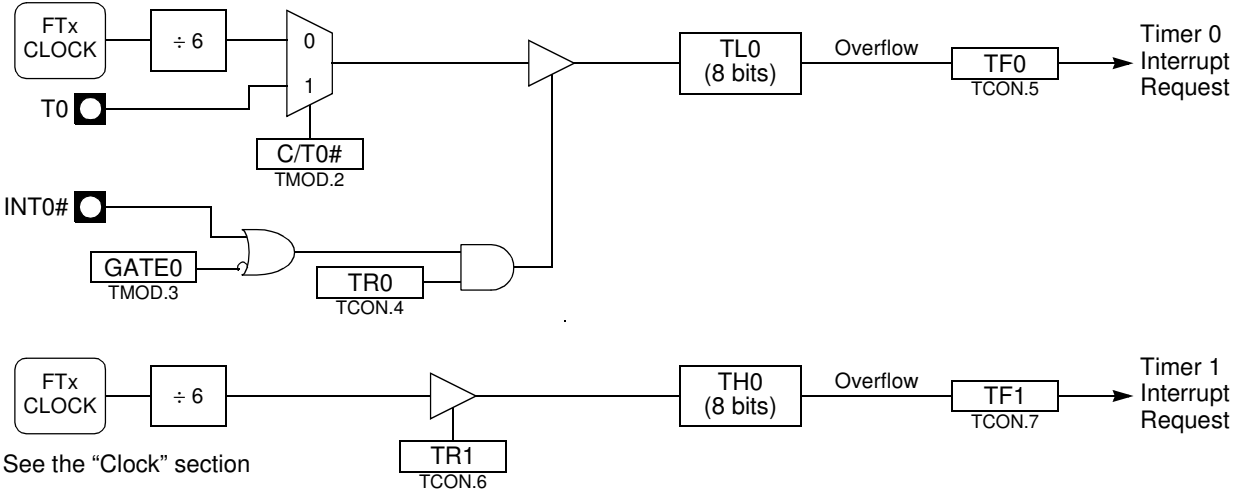 FTx
CLOCK
÷ 6
0
1
T0
C/T0#
TMOD.2
INT0#
GATE0
TMOD.3
TR0
TCON.4
TL0
(8 bits)
Overflow
TF0
TCON.5
Timer 0
Interrupt
Request
FTx
CLOCK
÷ 6
TR1
TCON.6
TH0
(8 bits)
Overflow
TF1
TCON.7
Timer 1
Interrupt
Request
See the “Clock” section